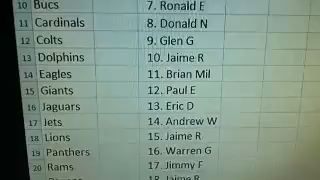 10 Bucs 7. Ronald E
11 Cardinals 8. Donald N
12 Colts 9. Glen G
13 Dolphins 10. Jaime R
14 Eagles 11. Brian Mil
15 Giants 12. Paul E
16 Jaguars 13. Eric D
17 Jets 14. Andrew W
18 Lions 15. Jaime R
19 Panthers 16. Warren G
20 Rams 17. Jimmy F
18 Jaime R